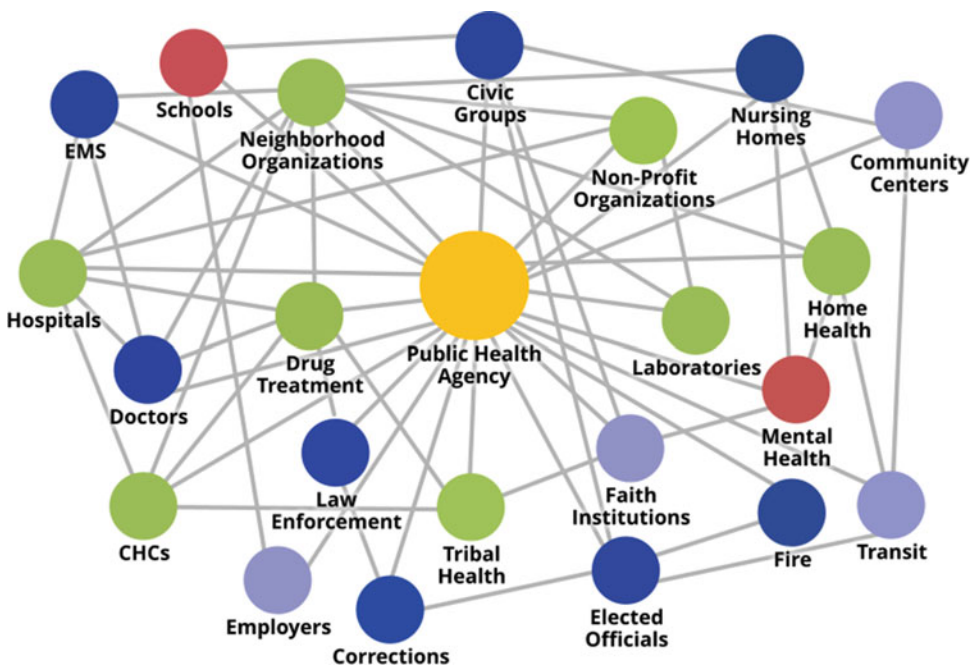 Schools
Civic
Groups
Nursing
Homes
EMS
Neighborhood
Organizations
Non-Profit
Organizations
Community
Centers
Hospitals
Drug
Treatment
Public Health
Agency
Laboratories
Home
Health
Doctors
Law
Enforcement
Mental
Health
Faith
Institutions
CHCs
Tribal
Health
Fire
Transit
Employers
Corrections
Elected
Officials